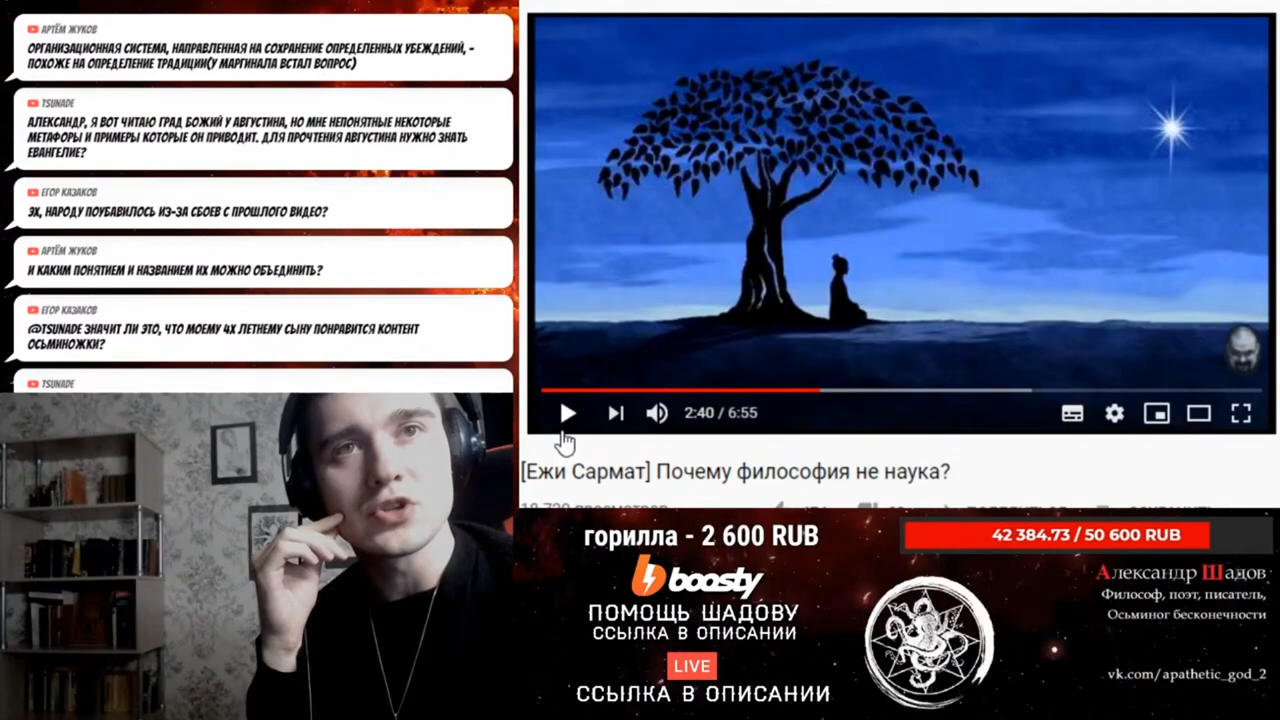 АРТЁМ ЖУКОВ
ОРГАНИЗАЦИОННАЯ СИСТЕМА, НАПРАВЛЕННАЯ НА СОХРАНЕНИЕ ОПРЕДЕЛЕННЫХ УБЕЖДЕНИЙ, -
ПОХОЖЕ НА ОПРЕДЕЛЕНИЕ ТРАДИЦИИ(У МАРГИНАЛА ВСТАЛ ВОПРОС)
TSUNADE
АЛЕКСАНДР, Я ВОТ ЧИТАЮ ГРАД БОЖИЙ У АВГУСТИНА, НО МНЕ НЕПОНЯТНЫЕ НЕКОТОРЫЕ
МЕТАФОРЫ И ПРИМЕРЫ КОТОРЫЕ ОН ПРИВОДИТ. ДЛЯ ПРОЧТЕНИЯ АВГУСТИНА НУЖНО ЗНАТЬ
ЕВАНГЕЛИЕ?
ЕГОР КАЗАКОВ
ЭХ, НАРОДУ ПОУБАВИЛОСЬ ИЗ-ЗА СБОЕВ С ПРОШЛОГО ВИДЕО?
АРТЁМ ЖУКОВ
И КАКИМ ПОНЯТИЕМ И НАЗВАНИЕМ ИХ МОЖНО ОБЪЕДИНИТЬ?
ЕГОР КАЗАКОВ
@TSUNADE ЗНАЧИТ ЛИ ЭТО, ЧТО МОЕМУ 4Х ЛЕТНЕМУ СЫНУ ПОНРАВИТСЯ КОНТЕНТ
ОСЬМИНОЖКИ?
TSUNADE
2:40 / 6:55
[Ежи Сармат] Почему философия не наука?
горилла - 2 600 RUB
boosty
ПОМОЩЬ ШАДОВУ
ССЫЛКА В ОПИСАНИИ
LIVE
ССЫЛКА В ОПИСАНИИ
42 384.73 / 50 600 RUB
Александр Шадов
Философ, поэт, писатель,
Осьминог бесконечности
vk.com/apathetic_god_2